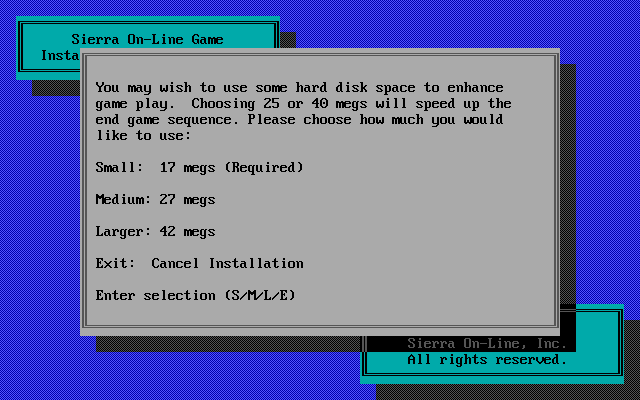 Sierra On-Line Game
Insta
You may wish to use some hard disk space to enhance
game play.  Choosing 25 or 40 megs will speed up the
end game sequence. Please choose how much you would
like to use:
Small:  17 megs (Required)
Medium: 27 megs
Larger: 42 megs
Exit:  Cancel Installation
Enter selection (S/M/L/E)
Sierra On-Line, Inc.
All rights reserved.